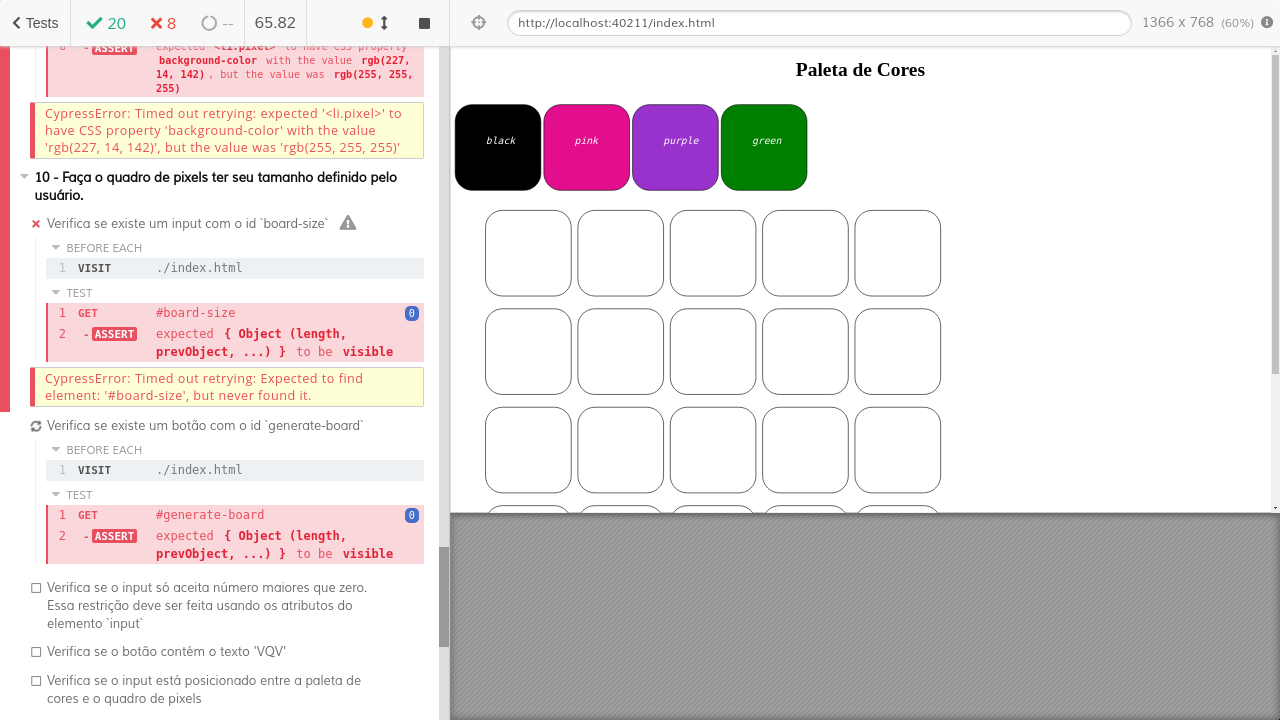 Tests
20
8
--
65.82
http://localhost:40211/index.html
1366 x 768 (60%)
6 - ASSERT expected <li.pixel> to have CSS property
background-color with the value rgb(227,
14, 142) , but the value was rgb(255, 255,
255)
CypressError: Timed out retrying: expected '<li.pixel>' to
have CSS property 'background-color' with the value
'rgb(227, 14, 142)', but the value was 'rgb(255, 255, 255)'
10 - Faça o quadro de pixels ter seu tamanho definido pelo
usuário.
Verifica se existe um input com o id `board-size`
BEFORE EACH
1 VISIT ./index.html
TEST
1 GET #board-size 0
2 - ASSERT expected { Object (length,
prevObject, ...) } to be visible
CypressError: Timed out retrying: Expected to find
element: '#board-size', but never found it.
Verifica se existe um botão com o id `generate-board`
BEFORE EACH
1 VISIT ./index.html
TEST
1 GET #generate-board 0
2 - ASSERT expected { Object (length,
prevObject, ...) } to be visible
Verifica se o input só aceita número maiores que zero.
Essa restrição deve ser feita usando os atributos do
elemento `input`
Verifica se o botão contém o texto 'VQV'
Verifica se o input está posicionado entre a paleta de
cores e o quadro de pixels
Paleta de Cores
black
pink
purple
green